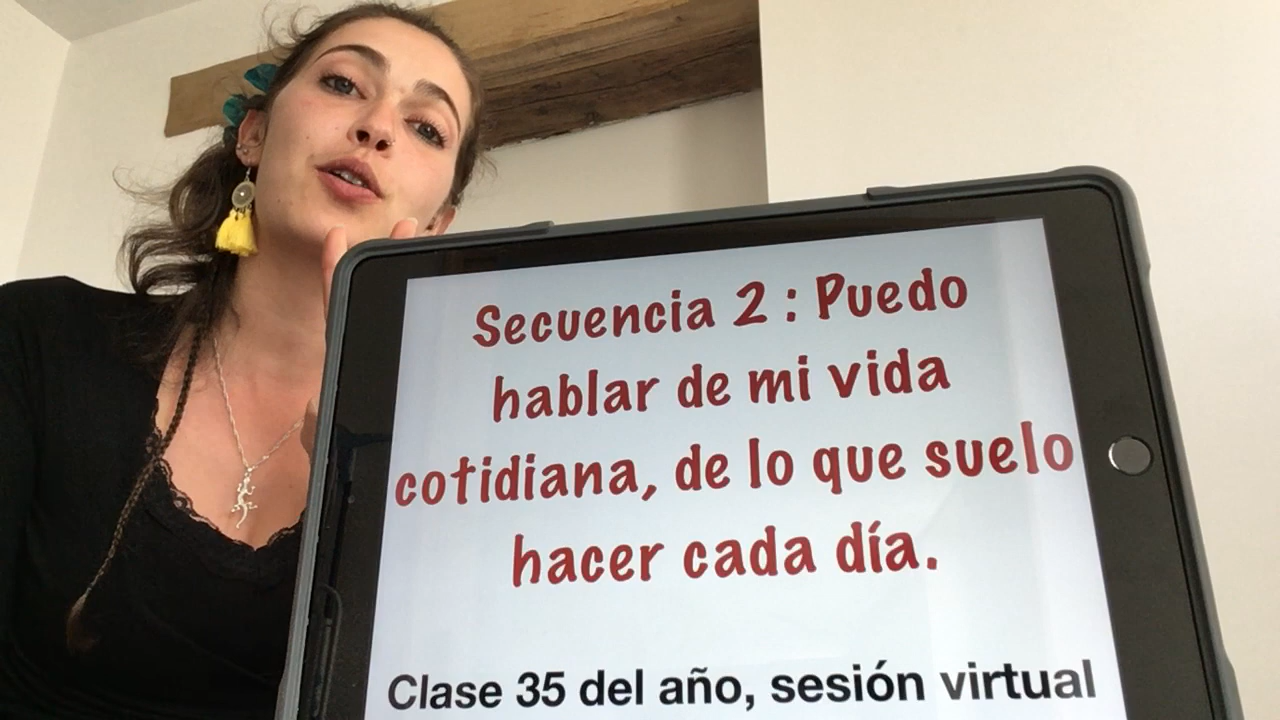 Secuencia 2 : Puedo
hablar de mi vida
cotidiana, de lo que suelo
hacer cada día.
Clase 35 del año, sesión virtual